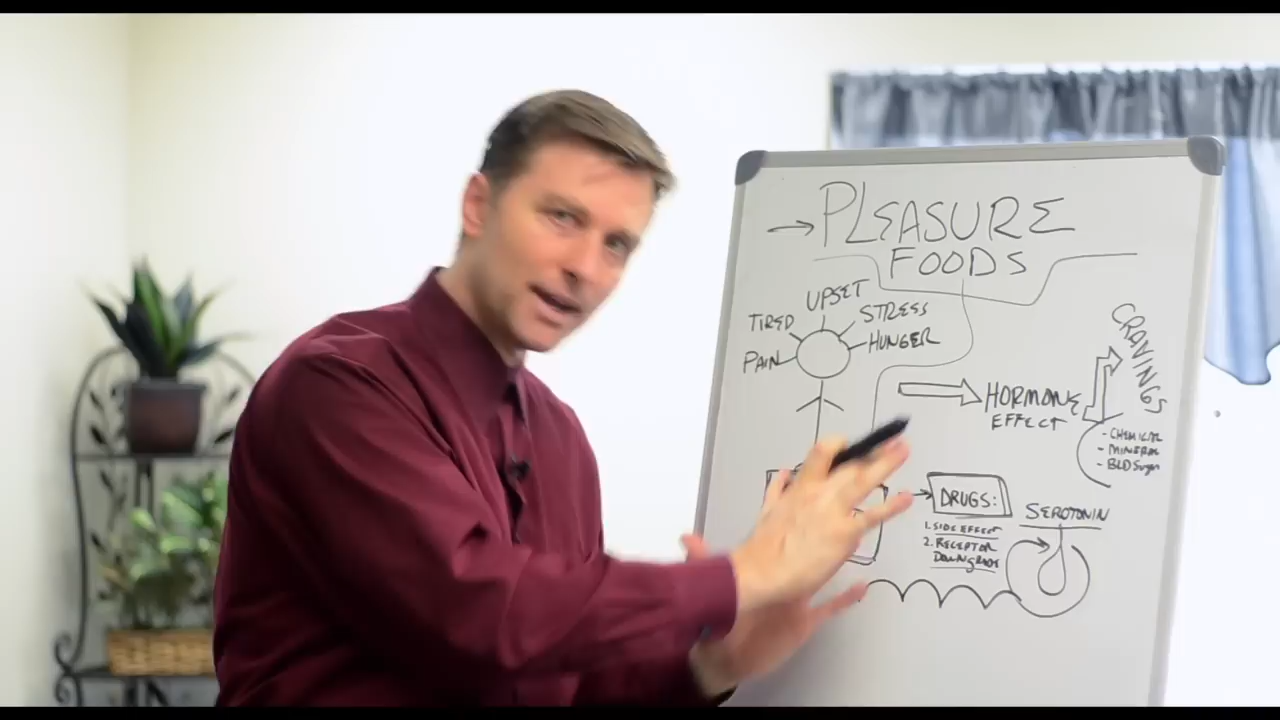 → PLEASURE
FOODS
UPSET
TIRED
STRESS
PAIN
HUNGER
CRAVINGS
HORMONE
EFFECT
- CHEMICAL
- MINERAL
- BLD Sugar
DRUGS:
SEROTONIN
1. SIDE EFFECT
2. RECEPTOR
DOWNgRADE